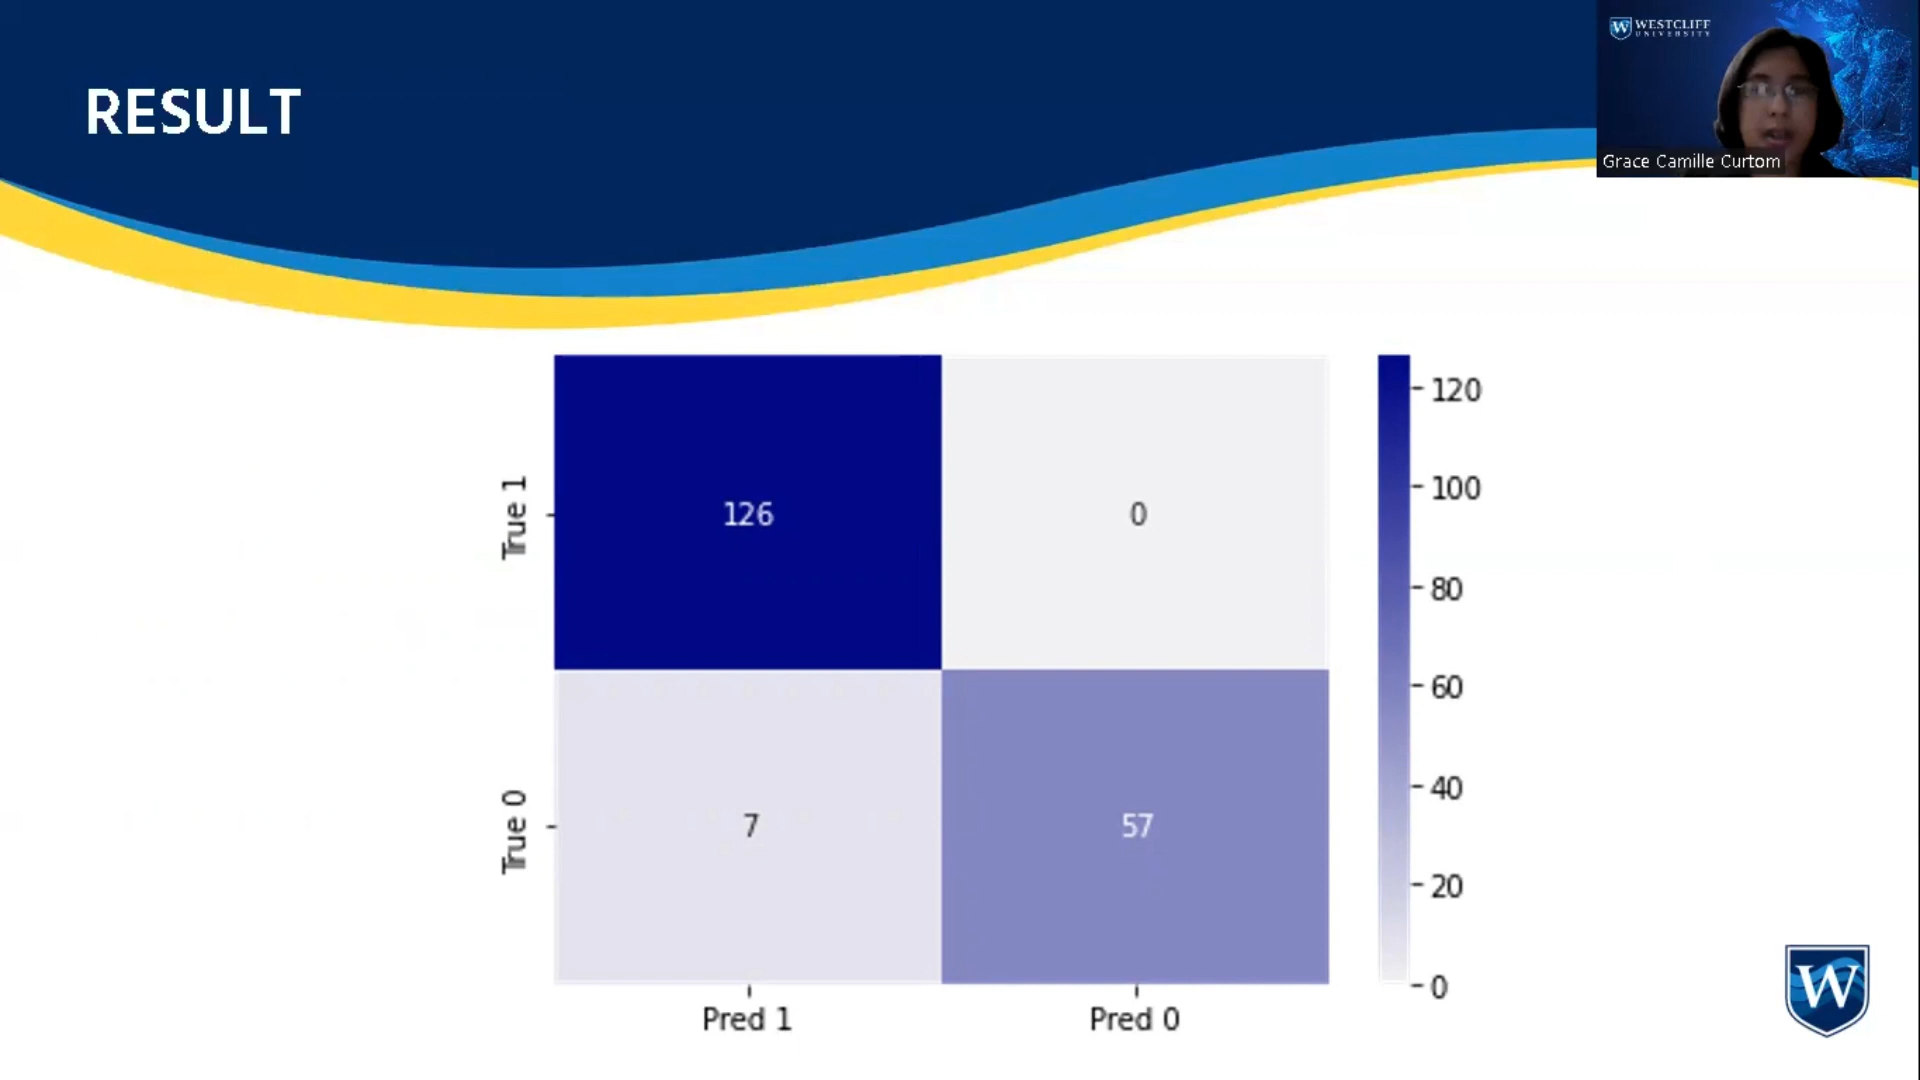 RESULT
WESTCLIFF
UNIVERSITY
Grace Camille Curtom
126
0
7
57
True 1
True 0
Pred 1
Pred 0
120
100
80
60
40
20
0
W